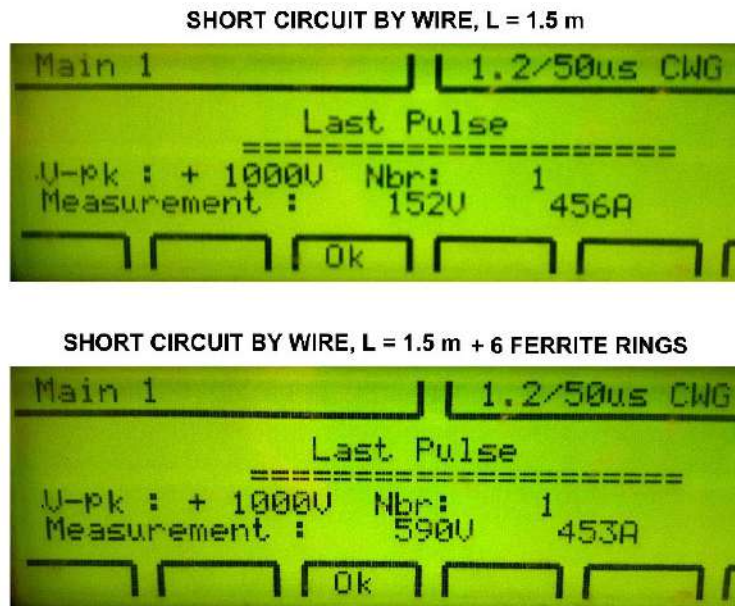 SHORT CIRCUIT BY WIRE, L = 1.5 m
Main 1 1.2/50us CWG
Last Pulse
=======================
V-pk : + 1000V Nbr: 1
Measurement : 152V 456A
Ok
SHORT CIRCUIT BY WIRE, L = 1.5 m + 6 FERRITE RINGS
Main 1 1.2/50us CWG
Last Pulse
=======================
V-pk : + 1000V Nbr: 1
Measurement : 590V 453A
Ok